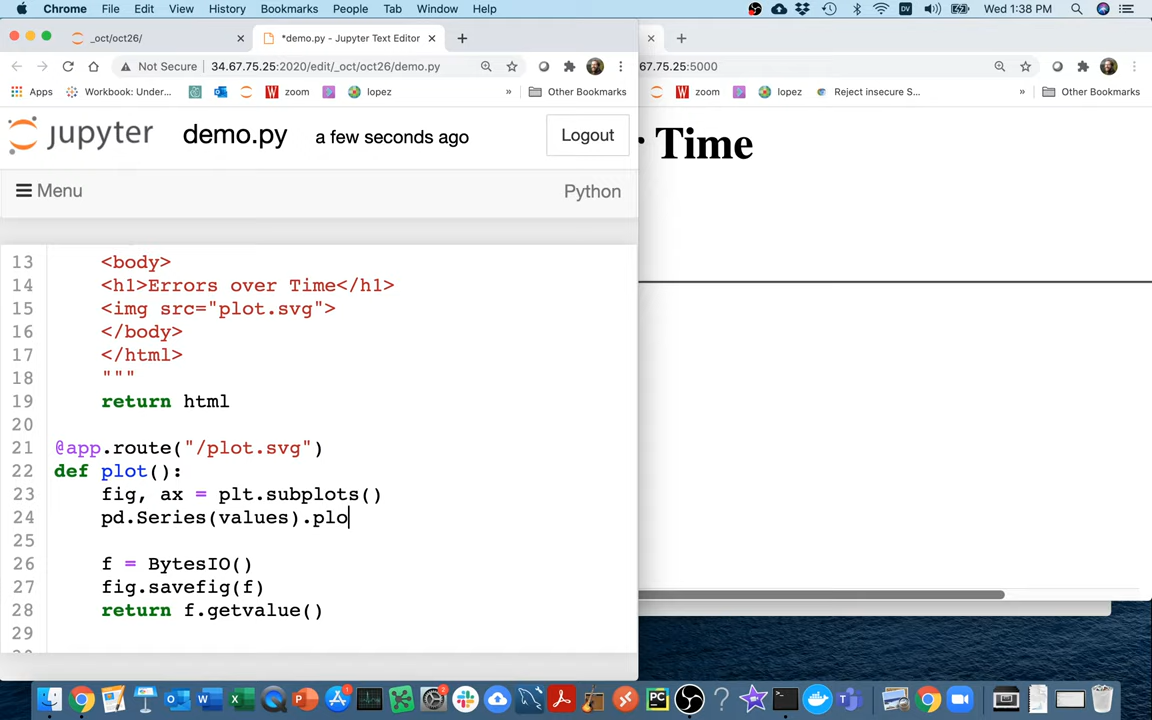 Chrome File Edit View History Bookmarks People Tab Window Help Wed 1:38 PM
_oct/oct26/ *demo.py - Jupyter Text Editor
Not Secure 34.67.75.25:2020/edit/_oct/oct26/demo.py 67.75.25:5000
Apps Workbook: Under... zoom lopez » Other Bookmarks zoom lopez Reject insecure S... » Other Bookmarks
jupyter demo.py a few seconds ago Logout
Time
Menu Python
13 <body>
14 <h1>Errors over Time</h1>
15 <img src="plot.svg">
16 </body>
17 </html>
18 """
19 return html
20
21 @app.route("/plot.svg")
22 def plot():
23 fig, ax = plt.subplots()
24 pd.Series(values).plo
25
26 f = BytesIO()
27 fig.savefig(f)
28 return f.getvalue()
29